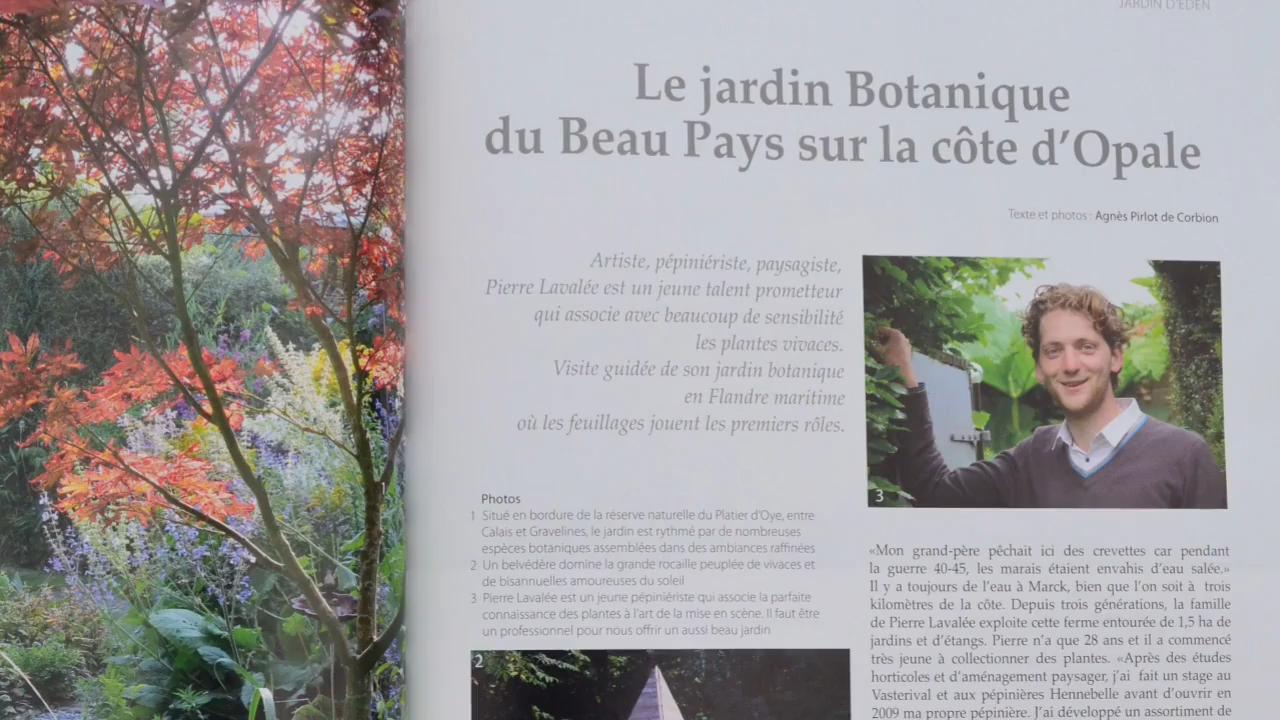 JARDIN D'EDEN
Le jardin Botanique
du Beau Pays sur la côte d'Opale
Texte et photos : Agnès Pirlot de Corbion
Artiste, pépiniériste, paysagiste,
Pierre Lavalée est un jeune talent prometteur
qui associe avec beaucoup de sensibilité
les plantes vivaces.
Visite guidée de son jardin botanique
en Flandre maritime
où les feuillages jouent les premiers rôles.
Photos
1 Situé en bordure de la réserve naturelle du Platier d'Oye, entre
Calais et Gravelines, le jardin est rythmé par de nombreuses
espèces botaniques assemblées dans des ambiances raffinées
2 Un belvédère domine la grande rocaille peuplée de vivaces et
de bisannuelles amoureuses du soleil
3 Pierre Lavalée est un jeune pépiniériste qui associe la parfaite
connaissance des plantes à l'art de la mise en scène. Il faut être
un professionnel pour nous offrir un aussi beau jardin
1
2
3
«Mon grand-père pêchait ici des crevettes car pendant
la guerre 40-45, les marais étaient envahis d'eau salée.»
Il y a toujours de l'eau à Marck, bien que l'on soit à trois
kilomètres de la côte. Depuis trois générations, la famille
de Pierre Lavalée exploite cette ferme entourée de 1,5 ha de
jardins et d'étangs. Pierre n'a que 28 ans et il a commencé
très jeune à collectionner des plantes. «Après des études
horticoles et d'aménagement paysager, j'ai fait un stage au
Vasterival et aux pépinières Hennebelle avant d'ouvrir en
2009 ma propre pépinière. J'ai développé un assortiment de